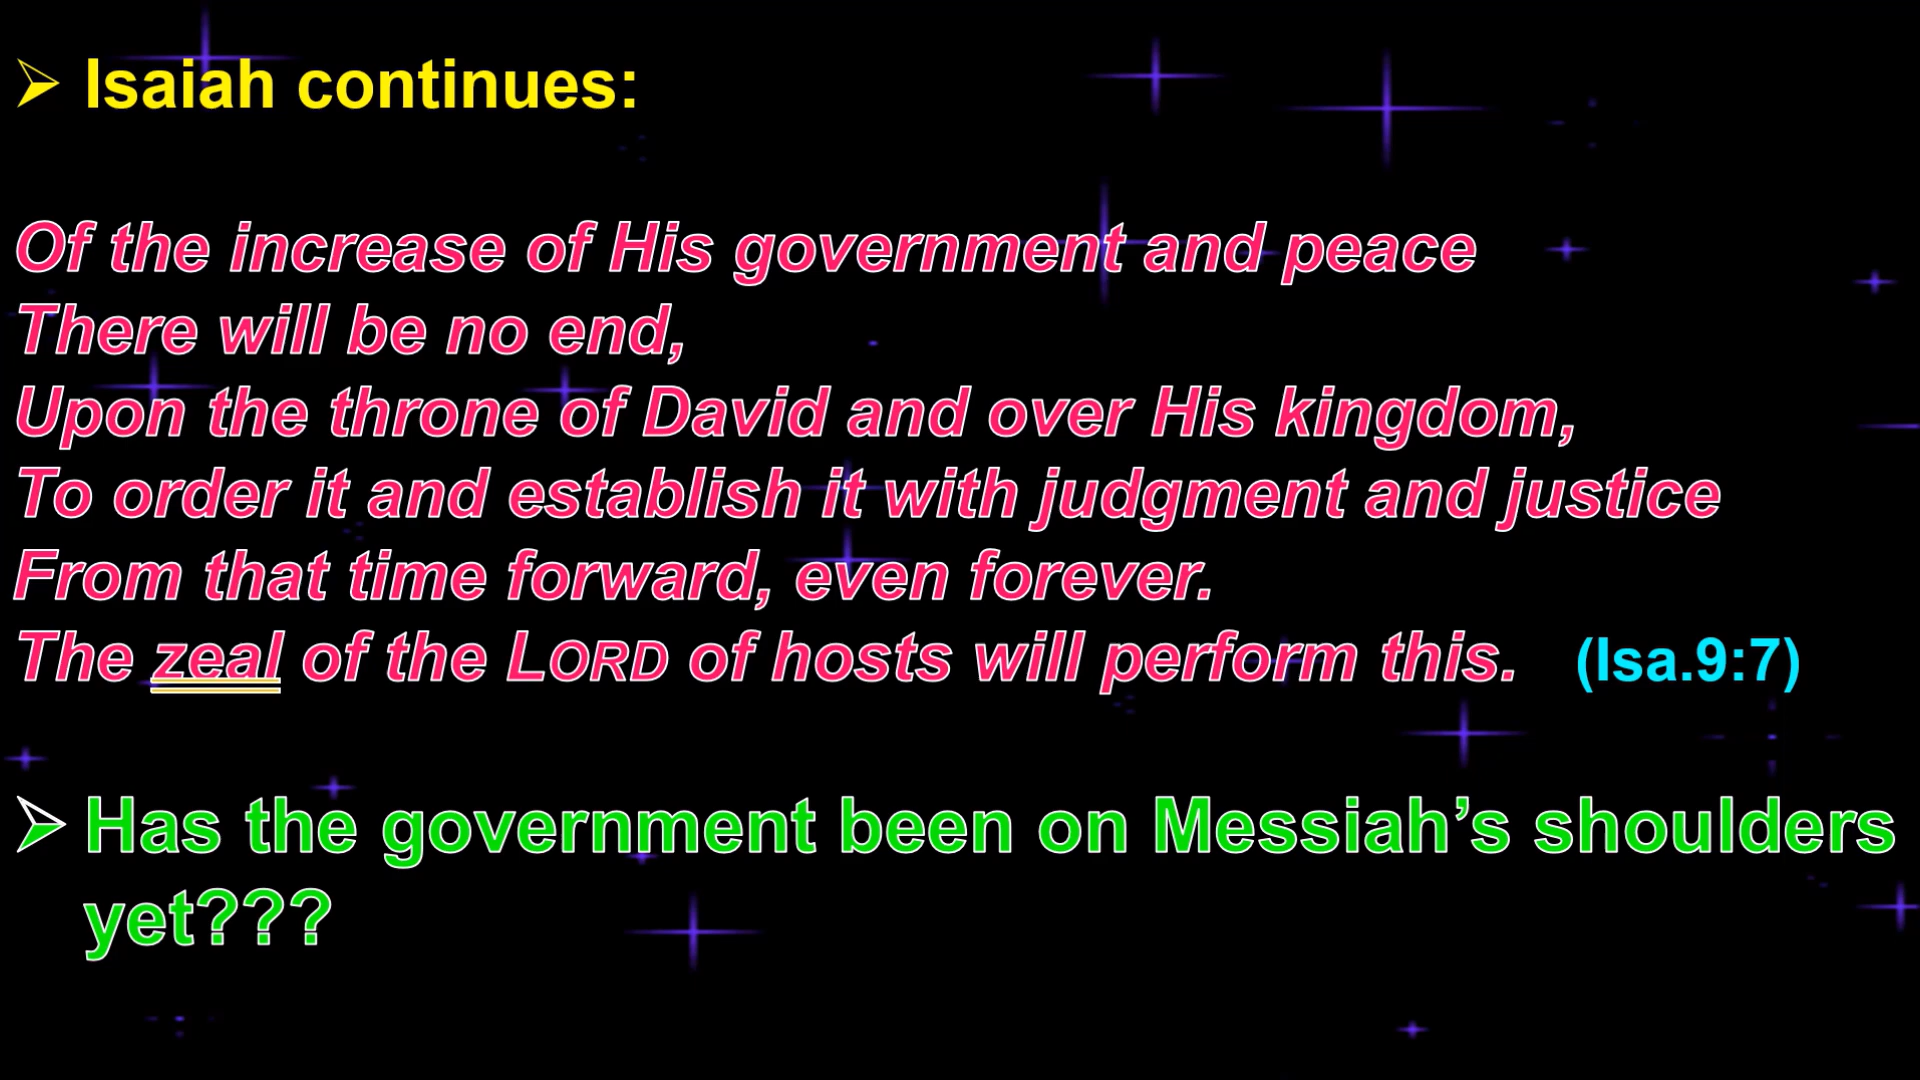 ➢ Isaiah continues:
Of the increase of His government and peace
There will be no end,
Upon the throne of David and over His kingdom,
To order it and establish it with judgment and justice
From that time forward, even forever.
The zeal of the LORD of hosts will perform this. (Isa.9:7)
➢ Has the government been on Messiah’s shoulders
yet???